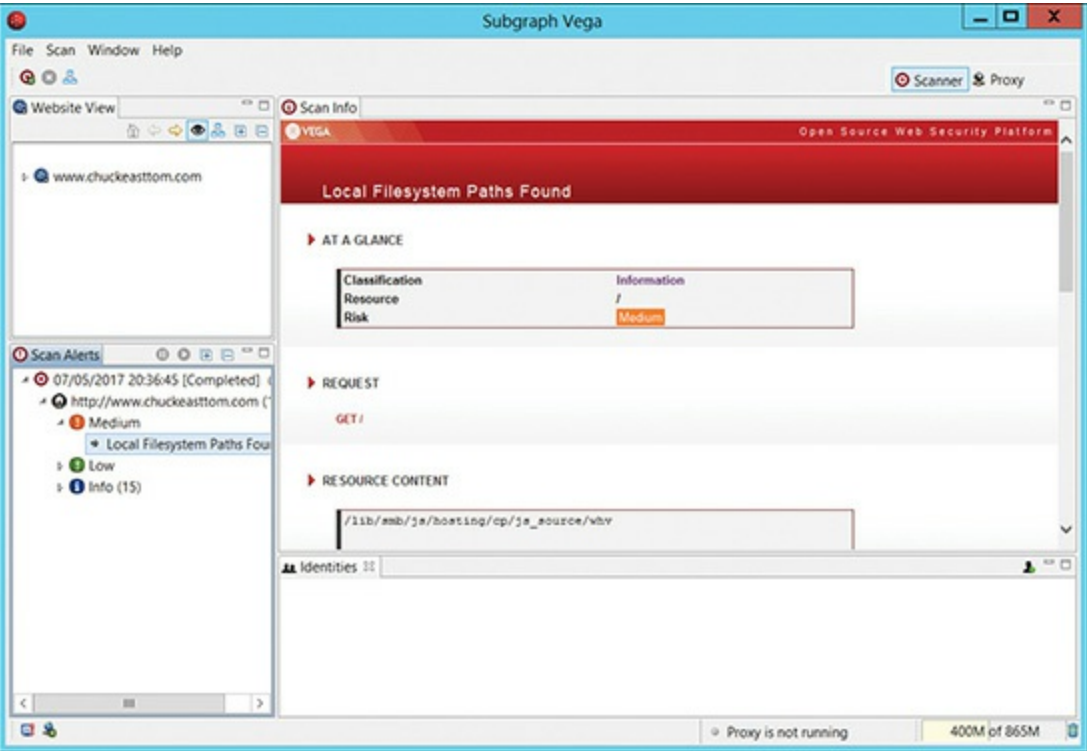 Subgraph Vega
File Scan Window Help
Scanner Proxy
Website View
Scan Info
VEGA Open Source Web Security Platform
www.chuckeasttom.com
Local Filesystem Paths Found
AT A GLANCE
Classification Information
Resource /
Risk Medium
Scan Alerts
07/05/2017 20:36:45 [Completed]
http://www.chuckeasttom.com (
Medium
Local Filesystem Paths Fou
Low
Info (15)
REQUEST
GET /
RESOURCE CONTENT
/lib/smb/js/hosting/cp/js_source/whv
Identities
Proxy is not running 400M of 865M